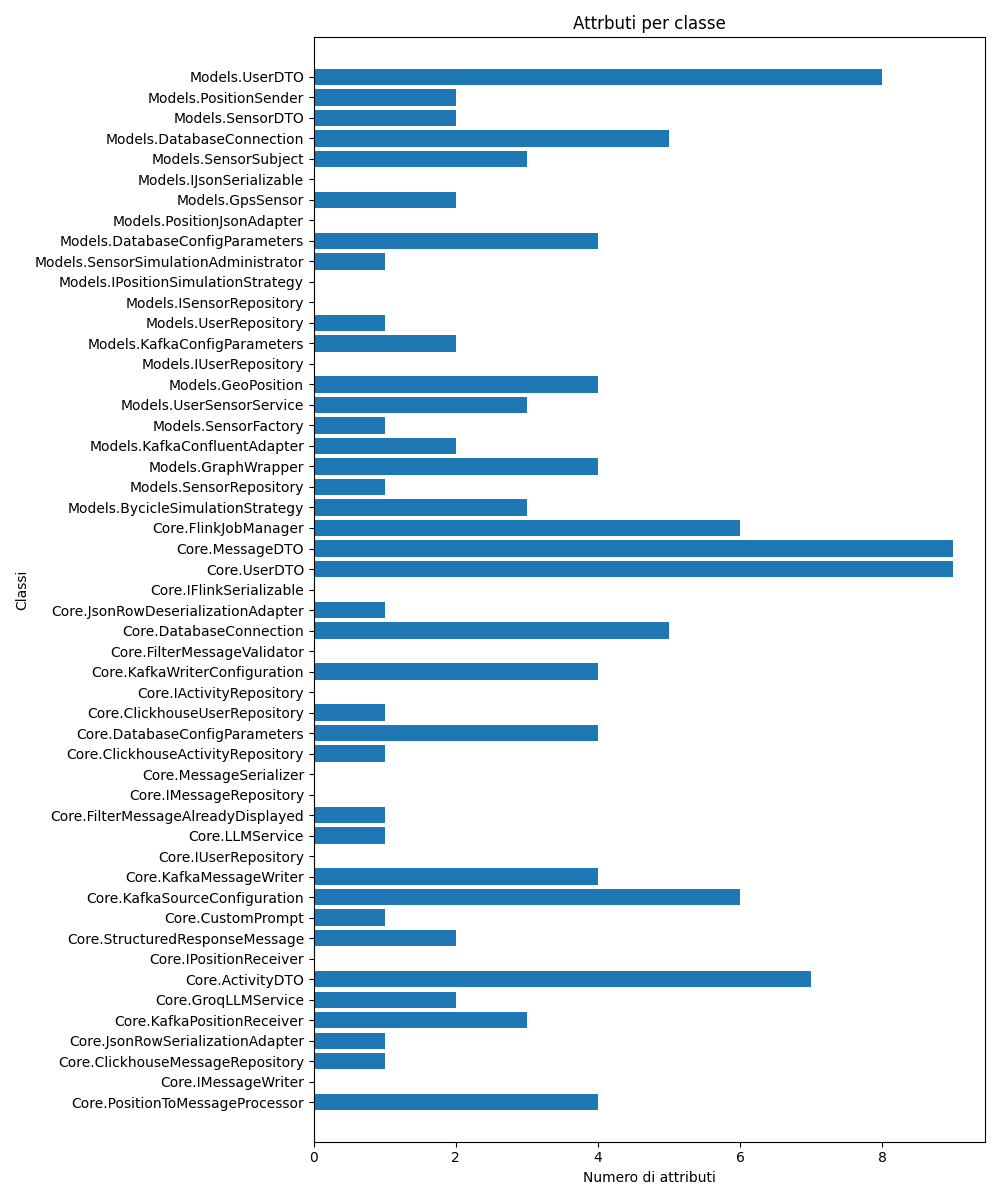 Attrbuti per classe
Models.UserDTO
Models.PositionSender
Models.SensorDTO
Models.DatabaseConnection
Models.SensorSubject
Models.IJsonSerializable
Models.GpsSensor
Models.PositionJsonAdapter
Models.DatabaseConfigParameters
Models.SensorSimulationAdministrator
Models.IPositionSimulationStrategy
Models.ISensorRepository
Models.UserRepository
Models.KafkaConfigParameters
Models.IUserRepository
Models.GeoPosition
Models.UserSensorService
Models.SensorFactory
Models.KafkaConfluentAdapter
Models.GraphWrapper
Models.SensorRepository
Models.BycicleSimulationStrategy
Core.FlinkJobManager
Core.MessageDTO
Core.UserDTO
Core.IFlinkSerializable
Core.JsonRowDeserializationAdapter
Core.DatabaseConnection
Core.FilterMessageValidator
Core.KafkaWriterConfiguration
Core.IActivityRepository
Core.ClickhouseUserRepository
Core.DatabaseConfigParameters
Core.ClickhouseActivityRepository
Core.MessageSerializer
Core.IMessageRepository
Core.FilterMessageAlreadyDisplayed
Core.LLMService
Core.IUserRepository
Core.KafkaMessageWriter
Core.KafkaSourceConfiguration
Core.CustomPrompt
Core.StructuredResponseMessage
Core.IPositionReceiver
Core.ActivityDTO
Core.GroqLLMService
Core.KafkaPositionReceiver
Core.JsonRowSerializationAdapter
Core.ClickhouseMessageRepository
Core.IMessageWriter
Core.PositionToMessageProcessor
Classi
0 2 4 6 8
Numero di attributi